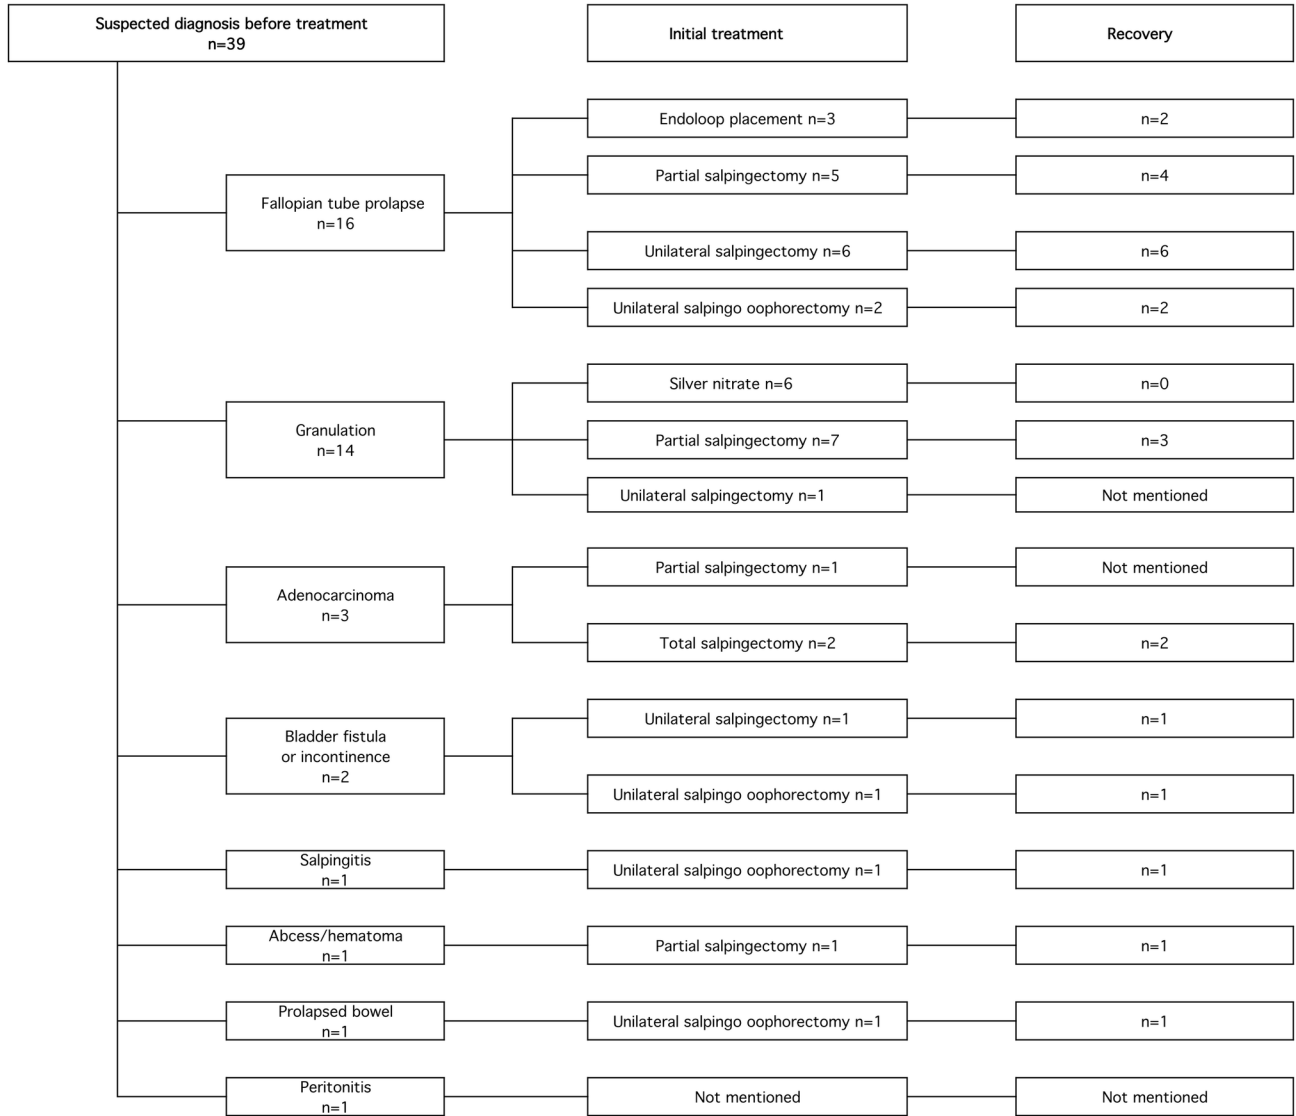 Suspected diagnosis before treatment
n=39
Initial treatment
Recovery
Fallopian tube prolapse
n=16
Endoloop placement n=3
n=2
Partial salpingectomy n=5
n=4
Unilateral salpingectomy n=6
n=6
Unilateral salpingo oophorectomy n=2
n=2
Granulation
n=14
Silver nitrate n=6
n=0
Partial salpingectomy n=7
n=3
Unilateral salpingectomy n=1
Not mentioned
Adenocarcinoma
n=3
Partial salpingectomy n=1
Not mentioned
Total salpingectomy n=2
n=2
Bladder fistula
or incontinence
n=2
Unilateral salpingectomy n=1
n=1
Unilateral salpingo oophorectomy n=1
n=1
Salpingitis
n=1
Unilateral salpingo oophorectomy n=1
n=1
Abcess/hematoma
n=1
Partial salpingectomy n=1
n=1
Prolapsed bowel
n=1
Unilateral salpingo oophorectomy n=1
n=1
Peritonitis
n=1
Not mentioned
Not mentioned